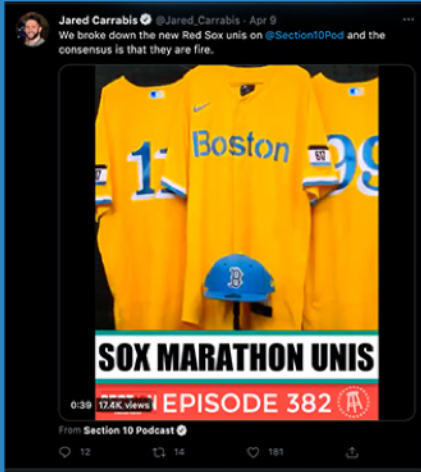 Jared Carrabis @Jared_Carrabis · Apr 9
We broke down the new Red Sox unis on @Section10Pod and the
consensus is that they are fire.
Boston
617
99
B
SOX MARATHON UNIS
EPISODE 382
0:39 17.4K views
From Section 10 Podcast
12 14 181